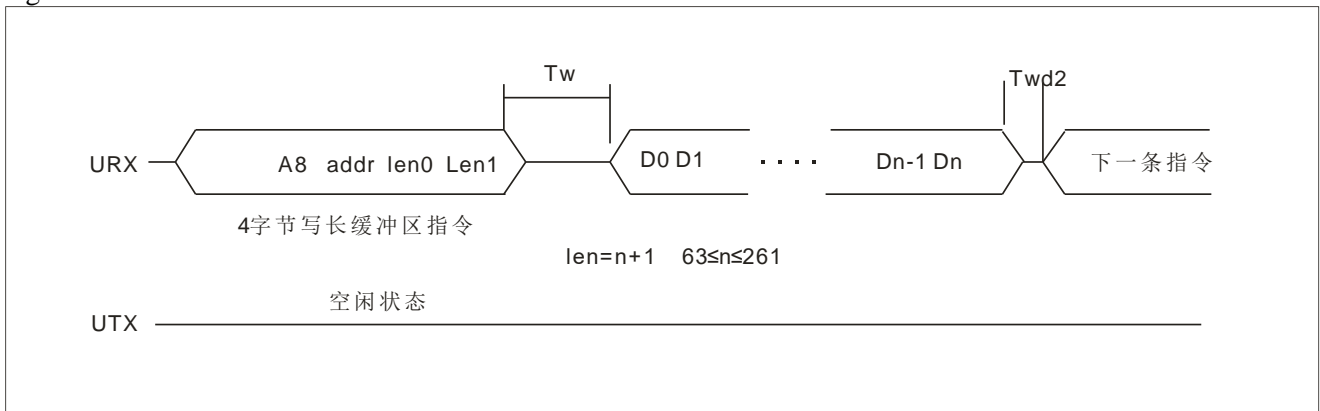 Tw
Twd2
URX
A8 addr len0 Len1
D0 D1
····
Dn-1 Dn
下一条指令
4字节写长缓冲区指令
len=n+1 63≤n≤261
空闲状态
UTX